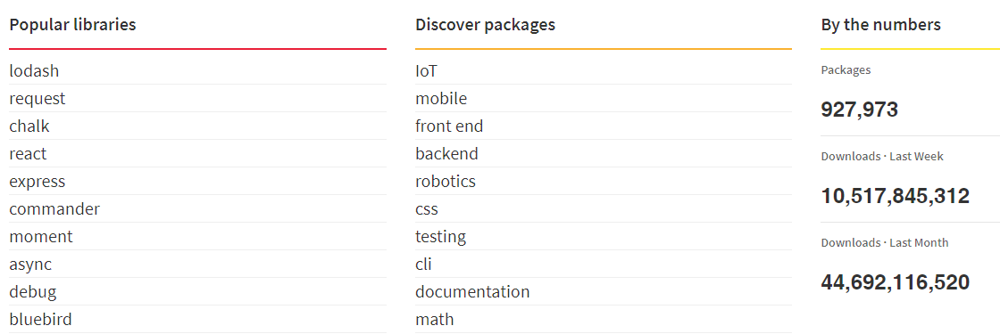 Popular libraries
lodash
request
chalk
react
express
commander
moment
async
debug
bluebird
Discover packages
IoT
mobile
front end
backend
robotics
css
testing
cli
documentation
math
By the numbers
Packages
927,973
Downloads · Last Week
10,517,845,312
Downloads · Last Month
44,692,116,520